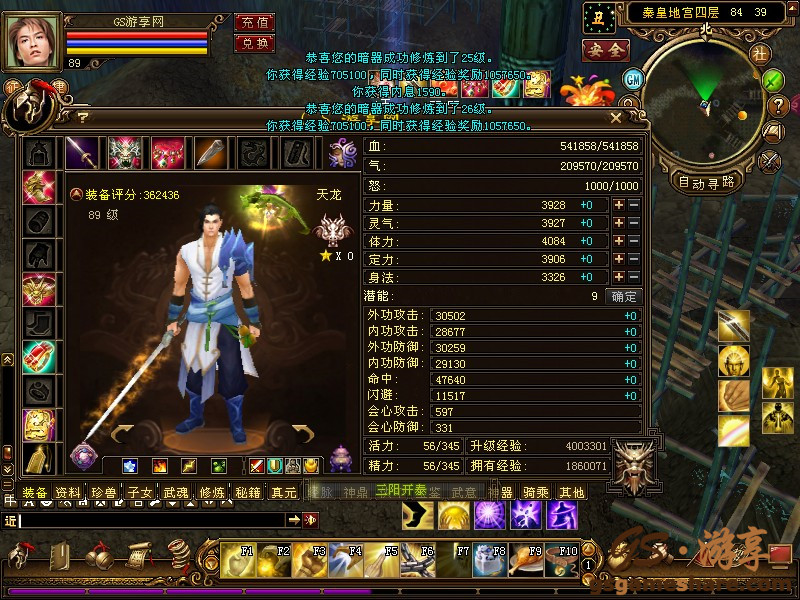 GS游享网
89
充值
兑换
丑
秦皇地宫四层 84 39
北
安全
GM
社
自动寻路
恭喜您的暗器成功修炼到了25级。
你获得经验705100，同时获得经验奖励1057650。
你获得内息1590。
恭喜您的暗器成功修炼到了26级。
你获得经验705100，同时获得经验奖励1057650。
装备评分:362436
89 级
天龙
X 0
血: 541858/541858
气: 209570/209570
怒: 1000/1000
力量: 3928 +0
灵气: 3927 +0
体力: 4084 +0
定力: 3906 +0
身法: 3326 +0
潜能: 9 确定
外功攻击: 30502 +0
内功攻击: 28677 +0
外功防御: 30259 +0
内功防御: 29130 +0
命中: 47640 +0
闪避: 11517 +0
会心攻击: 597
会心防御: 331
活力: 56/345 升级经验: 4003301
精力: 56/345 拥有经验: 1860071
装备 资料 珍兽 子女 武魂 修炼 秘籍 真元 神鼎 武意 器 骑乘 其他
三阳开泰
近
F1 F2 F3 F4 F5 F6 F7 F8 F9 F10
1
GS·游享网